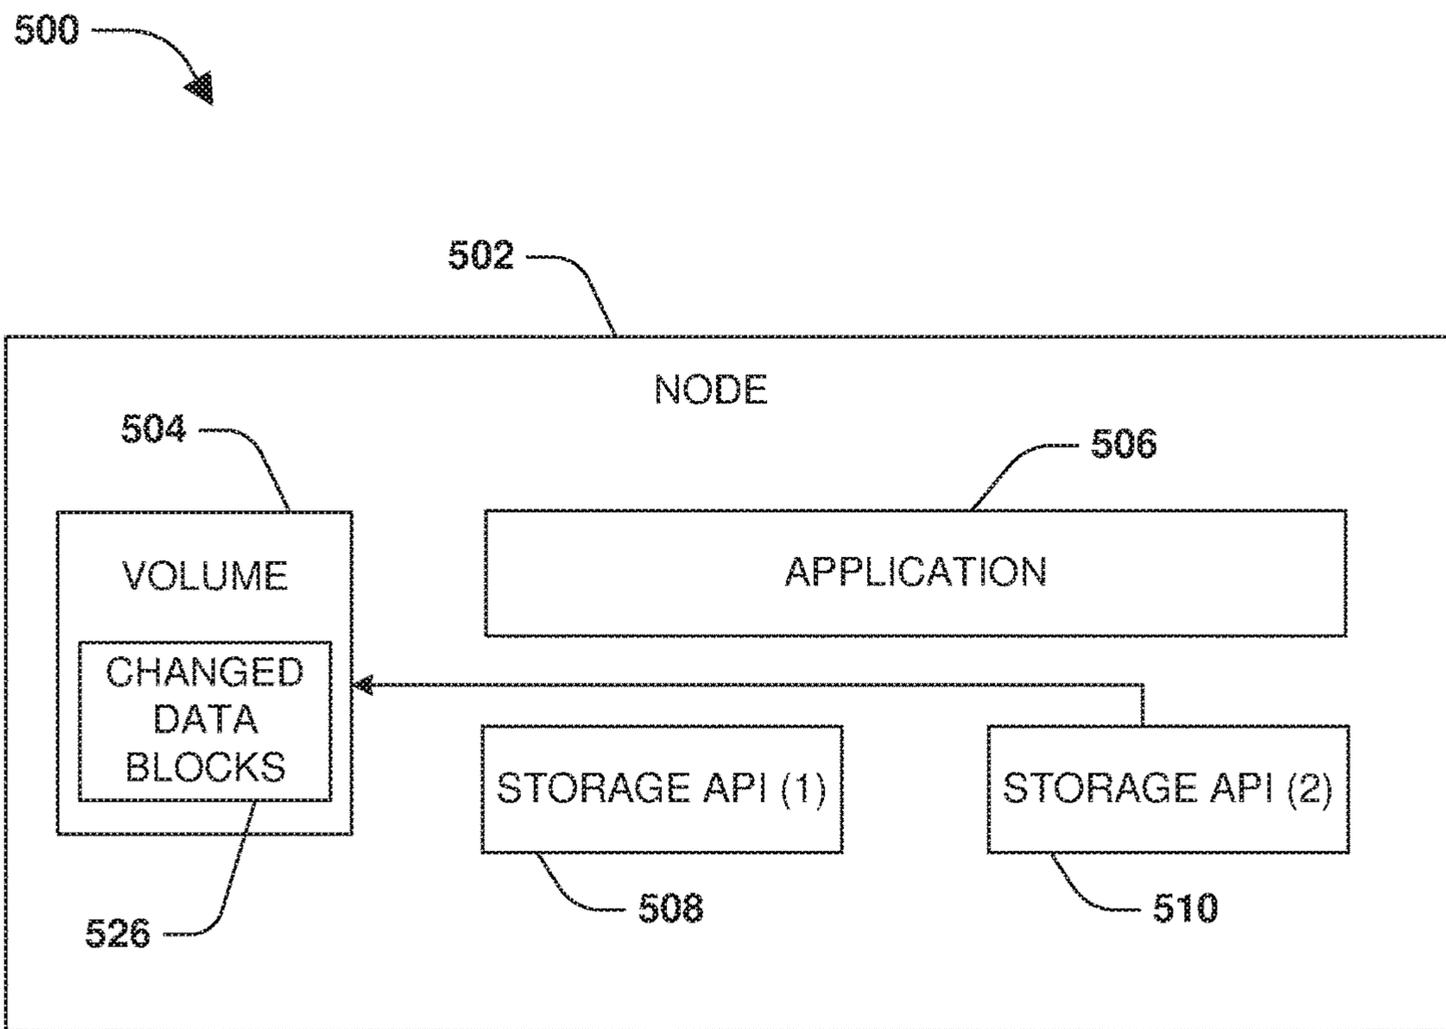 500
502
NODE
504
506
VOLUME
APPLICATION
CHANGED
DATA
BLOCKS
STORAGE API (1)
STORAGE API (2)
508
510
526